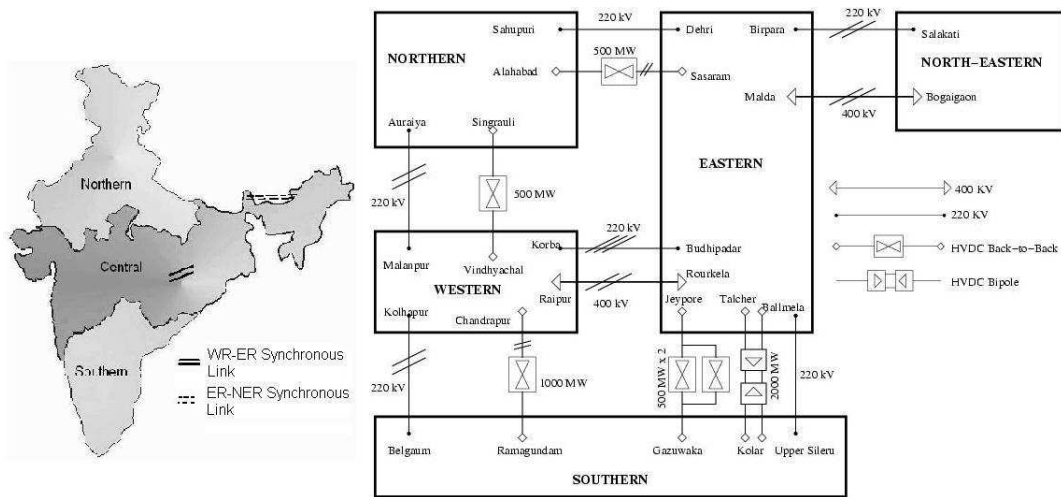 Northern
Central
Southern
WR-ER Synchronous
Link
ER-NER Synchronous
Link
Sahupuri
220 kV
Dehri
Birpara
220 kV
Salakati
NORTHERN
500 MW
NORTH-EASTERN
Alahabad
Sasaram
Malda
400 kV
Bogaigaon
Auraiya
Singrauli
EASTERN
220 kV
500 MW
400 KV
220 KV
HVDC Back-to-Back
HVDC Bipole
Malanpur
Vindhyachal
Korba
220 kV
Budhipadar
WESTERN
Raipur
400 kV
Rourkela
Kolhapur
Chandrapur
Jeypore
Talcher
Ballmela
220 kV
1000 MW
500 MW x 2
2000 MW
220 kV
Belgaum
Ramagundam
Gazuwaka
Kolar
Upper Sileru
SOUTHERN